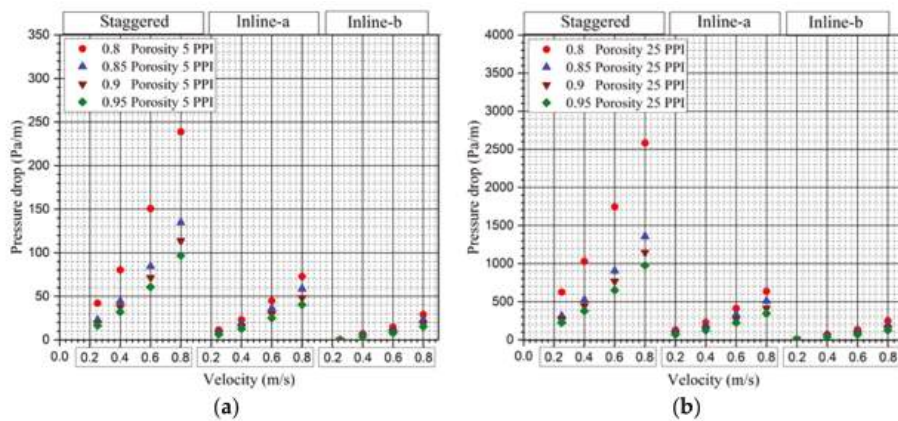 Staggered Inline-a Inline-b
350
300
250
200
150
100
50
0
Pressure drop (Pa/m)
0.8 Porosity 5 PPI
0.85 Porosity 5 PPI
0.9 Porosity 5 PPI
0.95 Porosity 5 PPI
0.0 0.2 0.4 0.6 0.8 0.2 0.4 0.6 0.8 0.2 0.4 0.6 0.8
Velocity (m/s)
(a)
Staggered Inline-a Inline-b
4000
3500
3000
2500
2000
1500
1000
500
0
Pressure drop (Pa/m)
0.8 Porosity 25 PPI
0.85 Porosity 25 PPI
0.9 Porosity 25 PPI
0.95 Porosity 25 PPI
0.0 0.2 0.4 0.6 0.8 0.2 0.4 0.6 0.8 0.2 0.4 0.6 0.8
Velocity (m/s)
(b)